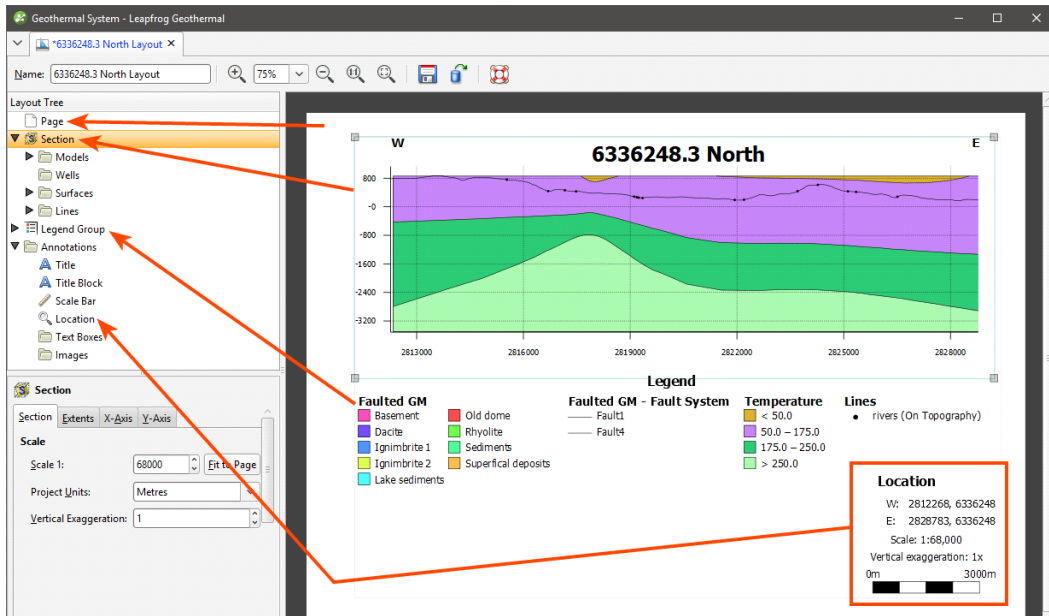 Geothermal System - Leapfrog Geothermal
*6336248.3 North Layout
Name: 6336248.3 North Layout 75%
Layout Tree
Page
Section
Models
Wells
Surfaces
Lines
Legend Group
Annotations
Title
Title Block
Scale Bar
Location
Text Boxes
Images
Section
Section Extents X-Axis Y-Axis
Scale
Scale 1: 68000 Fit to Page
Project Units: Metres
Vertical Exaggeration: 1
W E
6336248.3 North
800
-0
-800
-1600
-2400
-3200
2813000 2816000 2819000 2822000 2825000 2828000
Legend
Faulted GM
Basement
Dacite
Ignimbrite 1
Ignimbrite 2
Lake sediments
Old dome
Rhyolite
Sediments
Superfical deposits
Faulted GM - Fault System
Fault1
Fault4
Temperature
< 50.0
50.0 – 175.0
175.0 – 250.0
> 250.0
Lines
rivers (On Topography)
Location
W: 2812268, 6336248
E: 2828783, 6336248
Scale: 1:68,000
Vertical exaggeration: 1x
0m 3000m